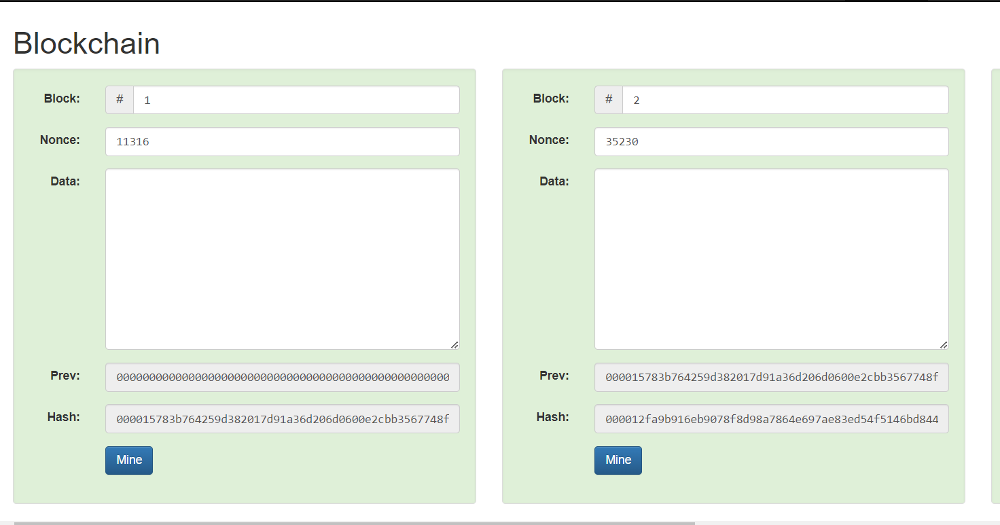 Blockchain
Block: # 1
Nonce: 11316
Data:
Prev: 000000000000000000000000000000000000000000000000000
Hash: 000015783b764259d382017d91a36d206d0600e2cbb3567748f
Mine
Block: # 2
Nonce: 35230
Data:
Prev: 000015783b764259d382017d91a36d206d0600e2cbb3567748f
Hash: 000012fa9b916eb9078f8d98a7864e697ae83ed54f5146bd844
Mine